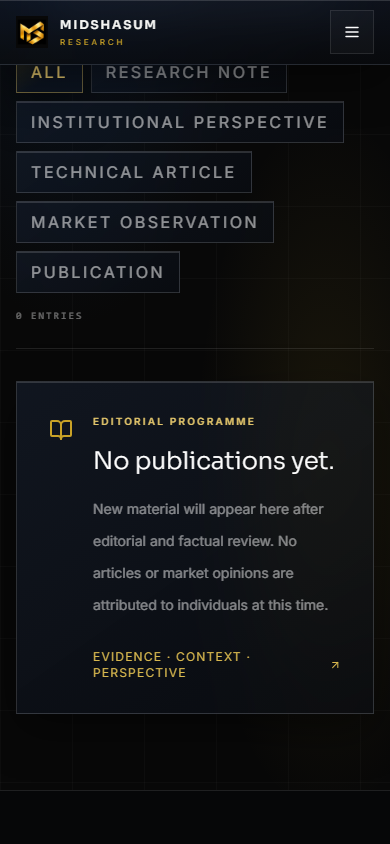 MIDSHASUM
RESEARCH
ALL
RESEARCH NOTE
INSTITUTIONAL PERSPECTIVE
TECHNICAL ARTICLE
MARKET OBSERVATION
PUBLICATION
0 ENTRIES
EDITORIAL PROGRAMME
No publications yet.
New material will appear here after
editorial and factual review. No
articles or market opinions are
attributed to individuals at this time.
EVIDENCE · CONTEXT ·
PERSPECTIVE